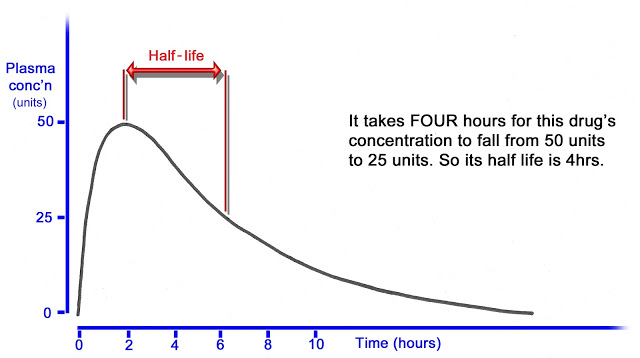 Half-life
Plasma
conc'n
(units)
50
It takes FOUR hours for this drug's
concentration to fall from 50 units
to 25 units. So its half life is 4hrs.
25
0
0 2 4 6 8 10 Time (hours)